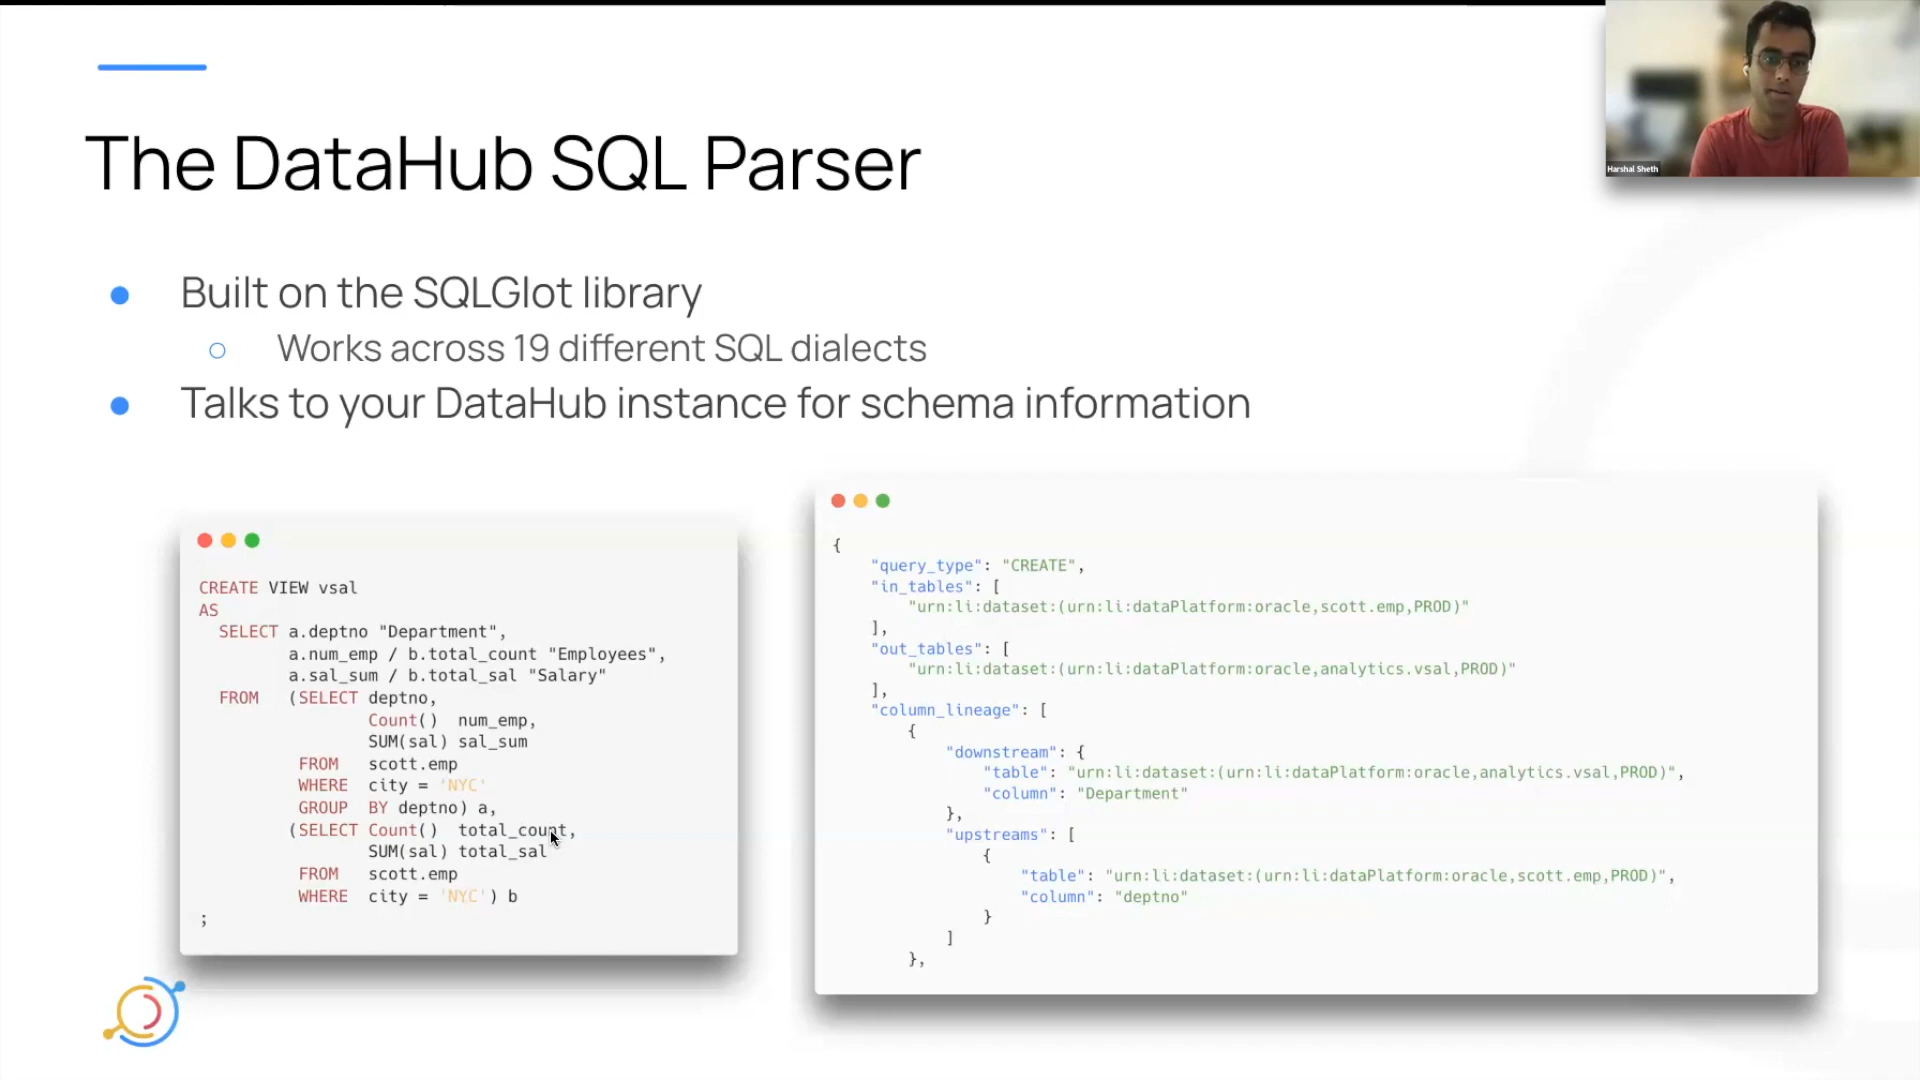 The DataHub SQL Parser
Harshal Sheth
Built on the SQLGlot library
Works across 19 different SQL dialects
Talks to your DataHub instance for schema information
CREATE VIEW vsal
AS
SELECT a.deptno "Department",
a.num_emp / b.total_count "Employees",
a.sal_sum / b.total_sal "Salary"
FROM (SELECT deptno,
Count() num_emp,
SUM(sal) sal_sum
FROM scott.emp
WHERE city = 'NYC'
GROUP BY deptno) a,
(SELECT Count() total_count,
SUM(sal) total_sal
FROM scott.emp
WHERE city = 'NYC') b
;
{
"query_type": "CREATE",
"in_tables": [
"urn:li:dataset:(urn:li:dataPlatform:oracle,scott.emp,PROD)"
],
"out_tables": [
"urn:li:dataset:(urn:li:dataPlatform:oracle,analytics.vsal,PROD)"
],
"column_lineage": [
{
"downstream": {
"table": "urn:li:dataset:(urn:li:dataPlatform:oracle,analytics.vsal,PROD)",
"column": "Department"
},
"upstreams": [
{
"table": "urn:li:dataset:(urn:li:dataPlatform:oracle,scott.emp,PROD)",
"column": "deptno"
}
]
},